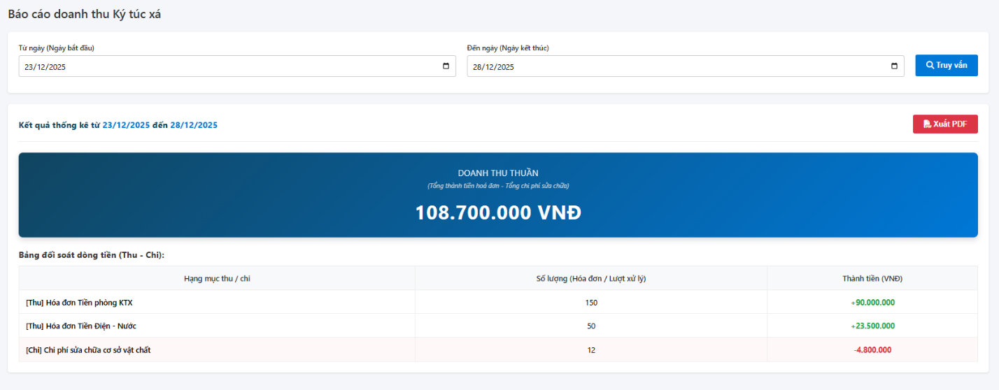 Báo cáo doanh thu Ký túc xá
Từ ngày (Ngày bắt đầu)
Đến ngày (Ngày kết thúc)
23/12/2025
28/12/2025
Truy vấn
Kết quả thống kê từ 23/12/2025 đến 28/12/2025
Xuất PDF
DOANH THU THUẦN
(Tổng thành tiền hoá đơn - Tổng chi phí sửa chữa)
108.700.000 VNĐ
Bảng đối soát dòng tiền (Thu - Chi):
Hạng mục thu / chi
Số lượng (Hóa đơn / Lượt xử lý)
Thành tiền (VNĐ)
[Thu] Hóa đơn Tiền phòng KTX
150
+90.000.000
[Thu] Hóa đơn Tiền Điện - Nước
50
+23.500.000
[Chi] Chi phí sửa chữa cơ sở vật chất
12
-4.800.000